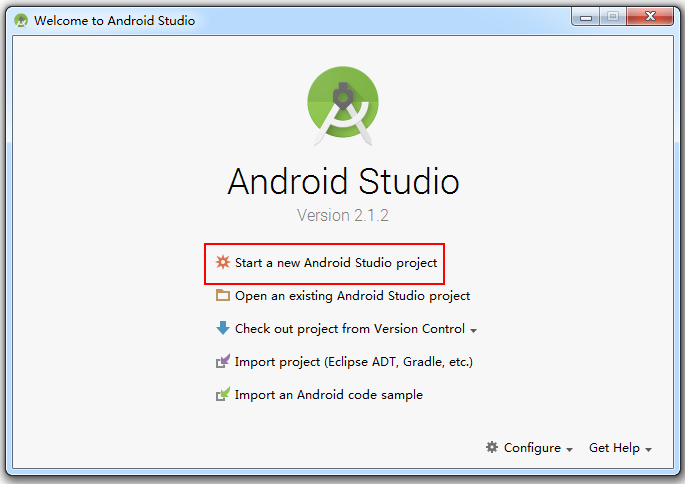 Welcome to Android Studio
Android Studio
Version 2.1.2
Start a new Android Studio project
Open an existing Android Studio project
Check out project from Version Control
Import project (Eclipse ADT, Gradle, etc.)
Import an Android code sample
Configure Get Help